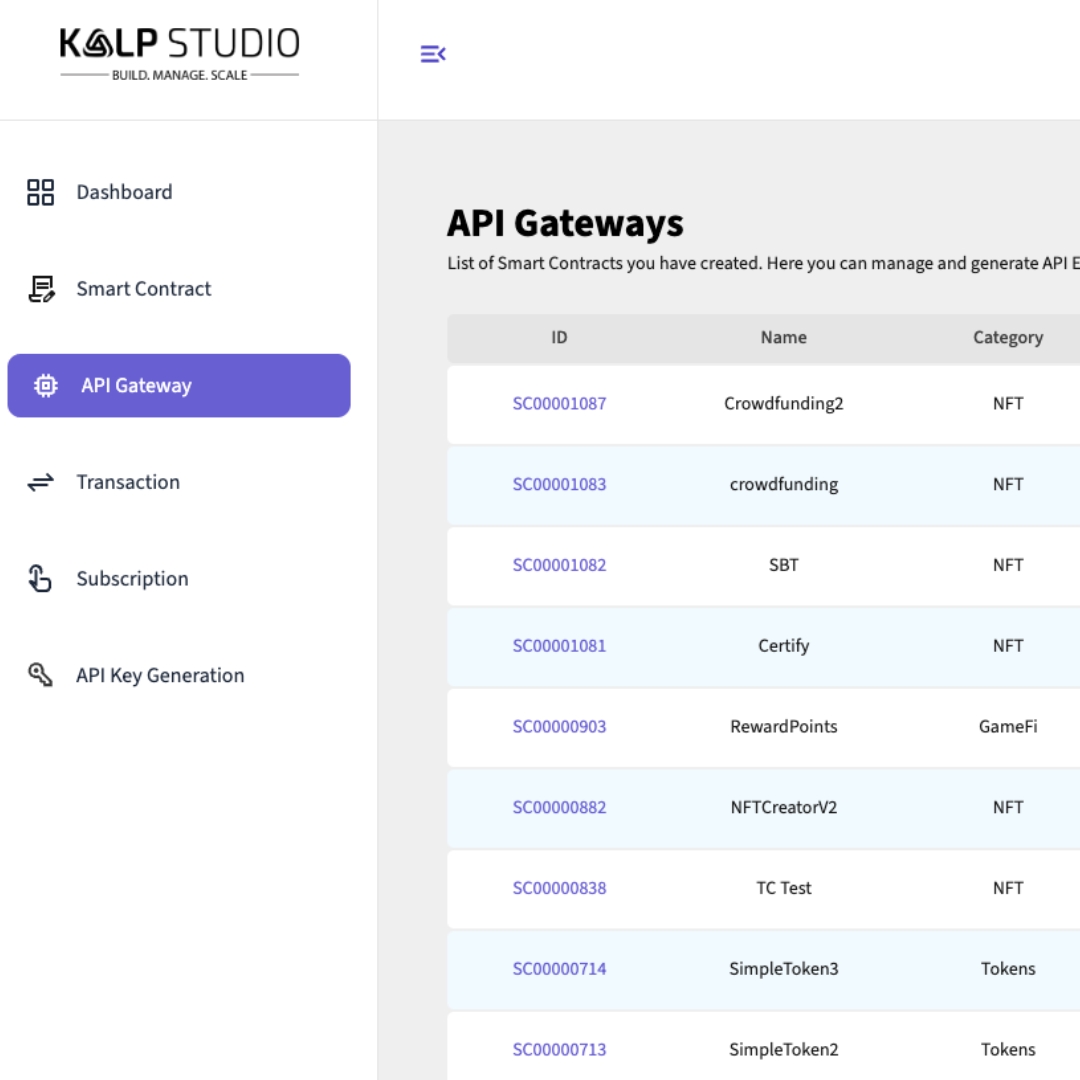 KALP STUDIO
BUILD. MANAGE. SCALE
Dashboard
Smart Contract
API Gateway
Transaction
Subscription
API Key Generation
API Gateways
List of Smart Contracts you have created. Here you can manage and generate API E
ID Name Category
SC00001087 Crowdfunding2 NFT
SC00001083 crowdfunding NFT
SC00001082 SBT NFT
SC00001081 Certify NFT
SC00000903 RewardPoints GameFi
SC00000882 NFTCreatorV2 NFT
SC00000838 TC Test NFT
SC00000714 SimpleToken3 Tokens
SC00000713 SimpleToken2 Tokens